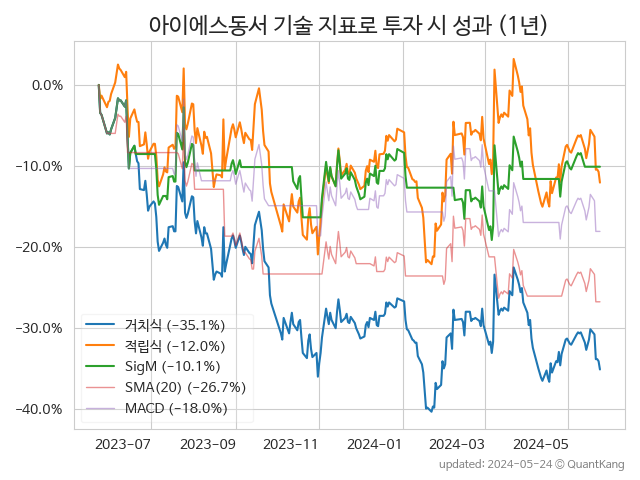 아이에스동서 기술 지표로 투자 시 성과 (1년)
0.0%
−10.0%
−20.0%
−30.0%
−40.0%
거치식 (−35.1%)
적립식 (−12.0%)
SigM (−10.1%)
SMA(20) (−26.7%)
MACD (−18.0%)
2023-07
2023-09
2023-11
2024-01
2024-03
2024-05
updated: 2024-05-24 © QuantKang